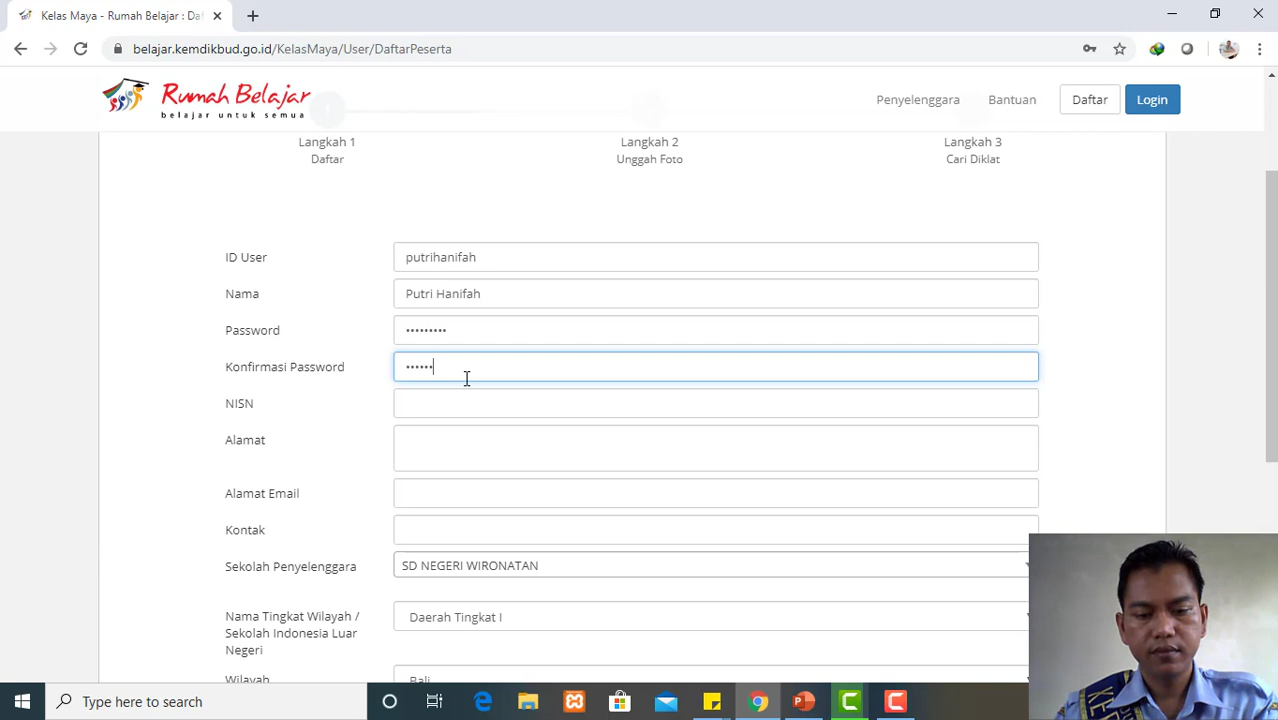 Kelas Maya - Rumah Belajar : Daf
belajar.kemdikbud.go.id/KelasMaya/User/DaftarPeserta
Rumah Belajar
belajar untuk semua
Penyelenggara
Bantuan
Daftar
Login
Langkah 1
Daftar
Langkah 2
Unggah Foto
Langkah 3
Cari Diklat
ID User
putrihanifah
Nama
Putri Hanifah
Password
•••••••••
Konfirmasi Password
••••••
NISN
Alamat
Alamat Email
Kontak
Sekolah Penyelenggara
SD NEGERI WIRONATAN
Nama Tingkat Wilayah /
Sekolah Indonesia Luar
Negeri
Daerah Tingkat I
Wilayah
Bali
Type here to search